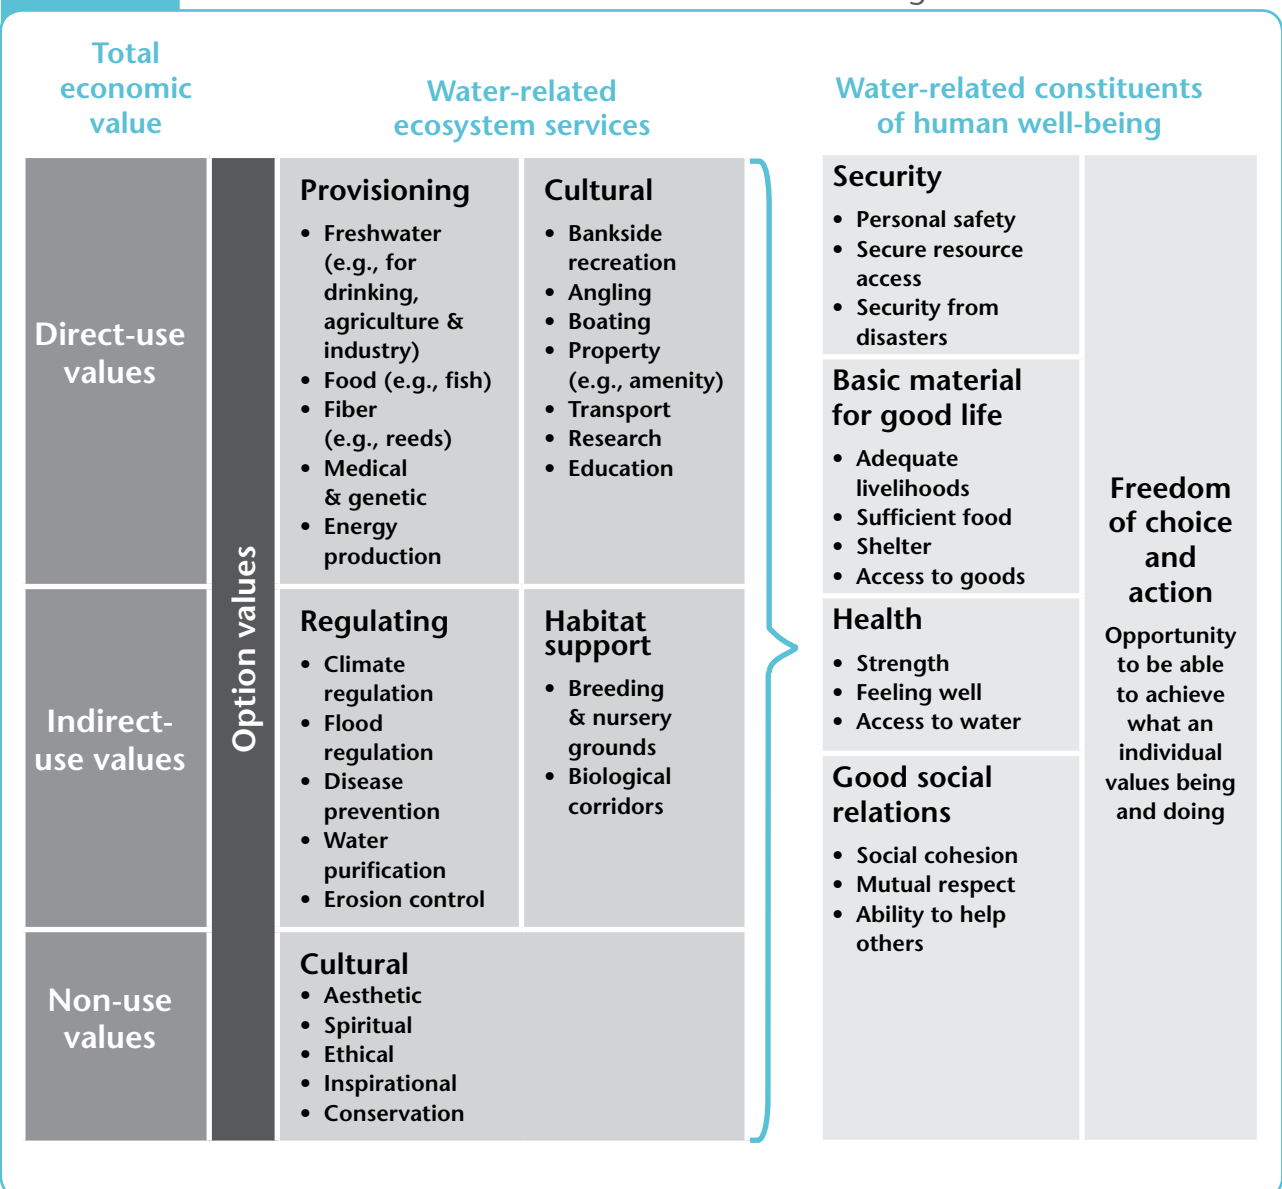 Total
economic
value
Water-related
ecosystem services
Water-related constituents
of human well-being
Direct-use
values
Indirect-
use values
Non-use
values
Option values
Provisioning
• Freshwater
(e.g., for
drinking,
agriculture &
industry)
• Food (e.g., fish)
• Fiber
(e.g., reeds)
• Medical
& genetic
• Energy
production
Cultural
• Bankside
recreation
• Angling
• Boating
• Property
(e.g., amenity)
• Transport
• Research
• Education
Regulating
• Climate
regulation
• Flood
regulation
• Disease
prevention
• Water
purification
• Erosion control
Habitat
support
• Breeding
& nursery
grounds
• Biological
corridors
Cultural
• Aesthetic
• Spiritual
• Ethical
• Inspirational
• Conservation
Security
• Personal safety
• Secure resource
access
• Security from
disasters
Basic material
for good life
• Adequate
livelihoods
• Sufficient food
• Shelter
• Access to goods
Health
• Strength
• Feeling well
• Access to water
Good social
relations
• Social cohesion
• Mutual respect
• Ability to help
others
Freedom
of choice
and
action
Opportunity
to be able
to achieve
what an
individual
values being
and doing